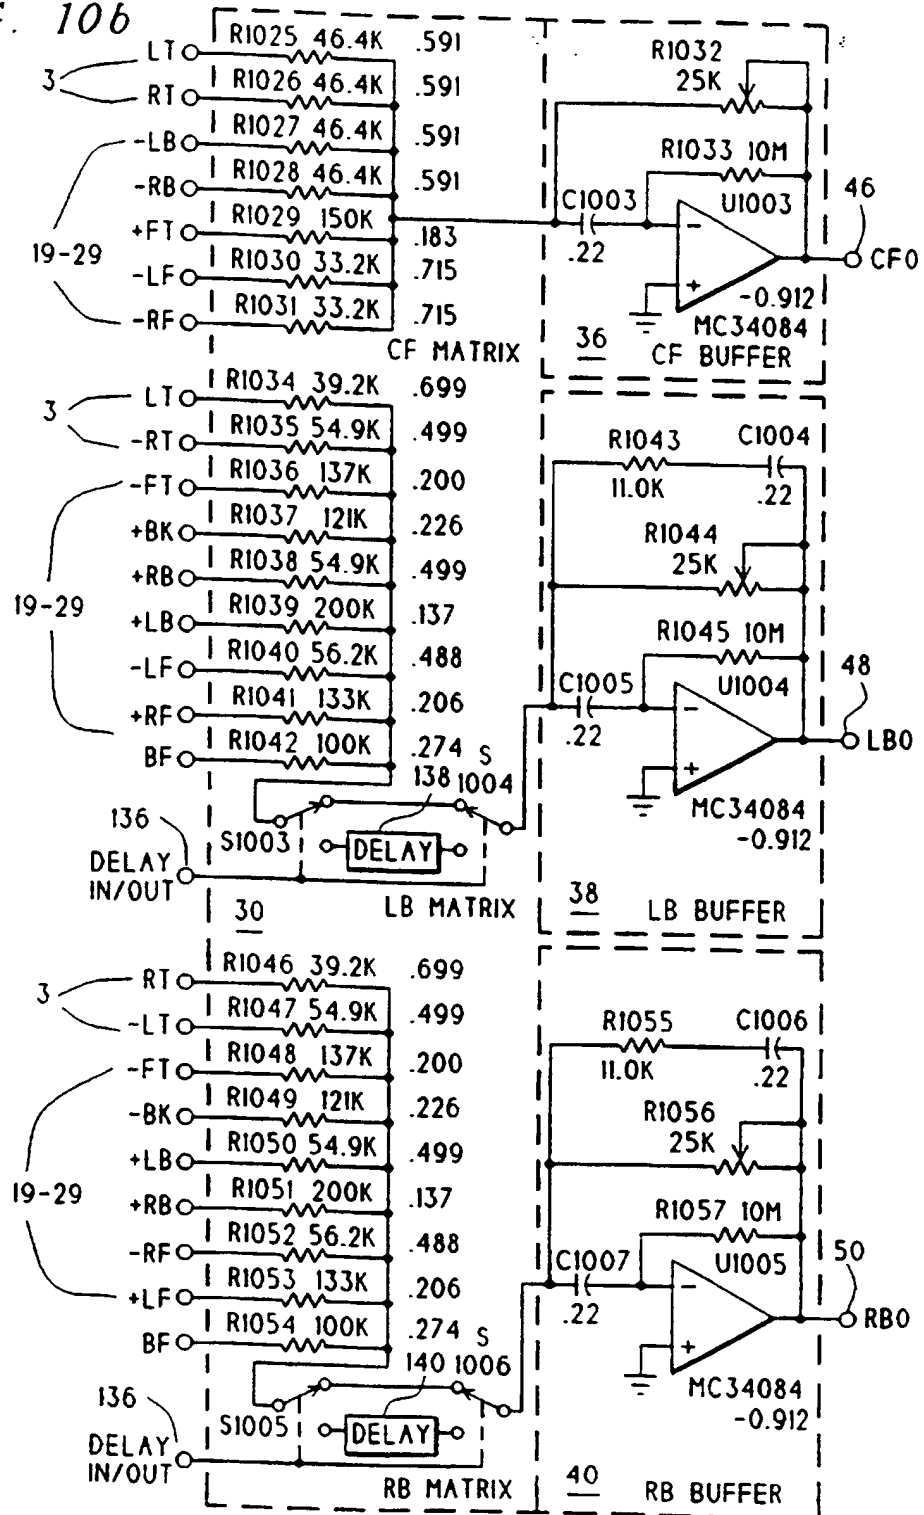 10b
LT R1025 46.4K .591
3
RT R1026 46.4K .591
-LB R1027 46.4K .591
-RB R1028 46.4K .591
+FT R1029 150K .183
19-29
-LF R1030 33.2K .715
-RF R1031 33.2K .715
CF MATRIX
R1032
25K
R1033 10M
C1003
.22
U1003
-
+
-0.912
MC34084
36
CF BUFFER
46
CFO
LT R1034 39.2K .699
3
-RT R1035 54.9K .499
-FT R1036 137K .200
+BK R1037 121K .226
+RB R1038 54.9K .499
19-29
+LB R1039 200K .137
-LF R1040 56.2K .488
+RF R1041 133K .206
BF R1042 100K .274
S
1004
138
136
S1003
DELAY
DELAY
IN/OUT
LB MATRIX
30
R1043
11.0K
C1004
.22
R1044
25K
R1045 10M
C1005
.22
U1004
-
+
MC34084
-0.912
38
LB BUFFER
48
LBO
RT R1046 39.2K .699
3
-LT R1047 54.9K .499
-FT R1048 137K .200
-BK R1049 121K .226
+LB R1050 54.9K .499
19-29
+RB R1051 200K .137
-RF R1052 56.2K .488
+LF R1053 133K .206
BF R1054 100K .274
S
1006
140
136
S1005
DELAY
DELAY
IN/OUT
RB MATRIX
R1055
11.0K
C1006
.22
R1056
25K
R1057 10M
C1007
.22
U1005
-
+
MC34084
-0.912
40
RB BUFFER
50
RBO